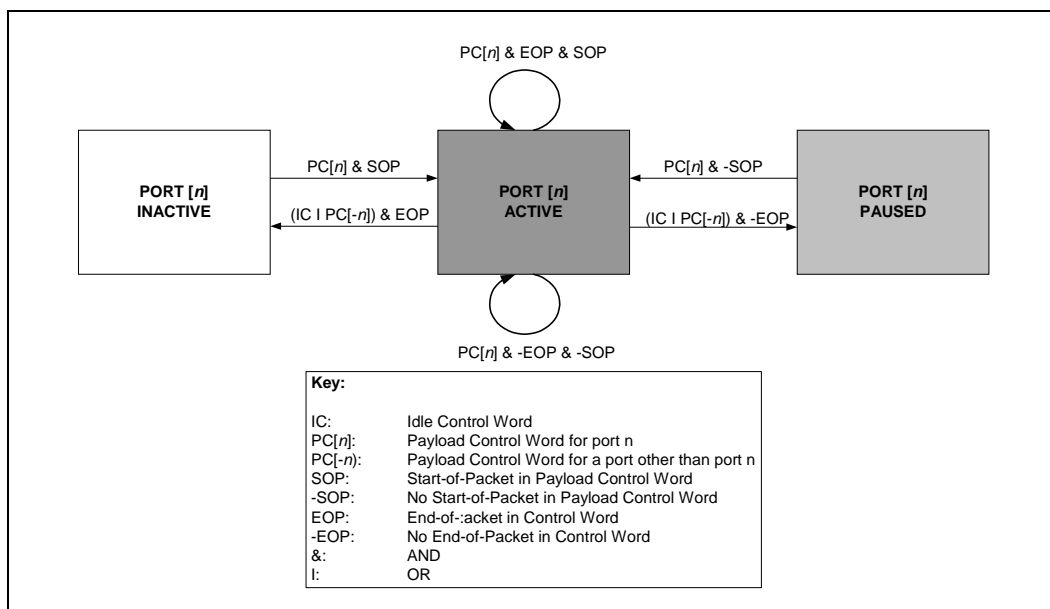 PC[n] & EOP & SOP
PORT [n]
INACTIVE
PC[n] & SOP
(IC I PC[-n]) & EOP
PORT [n]
ACTIVE
PC[n] & -SOP
(IC I PC[-n]) & -EOP
PORT [n]
PAUSED
PC[n] & -EOP & -SOP
Key:
IC: Idle Control Word
PC[n]: Payload Control Word for port n
PC[-n): Payload Control Word for a port other than port n
SOP: Start-of-Packet in Payload Control Word
-SOP: No Start-of-Packet in Payload Control Word
EOP: End-of-:acket in Control Word
-EOP: No End-of-Packet in Control Word
&: AND
I: OR